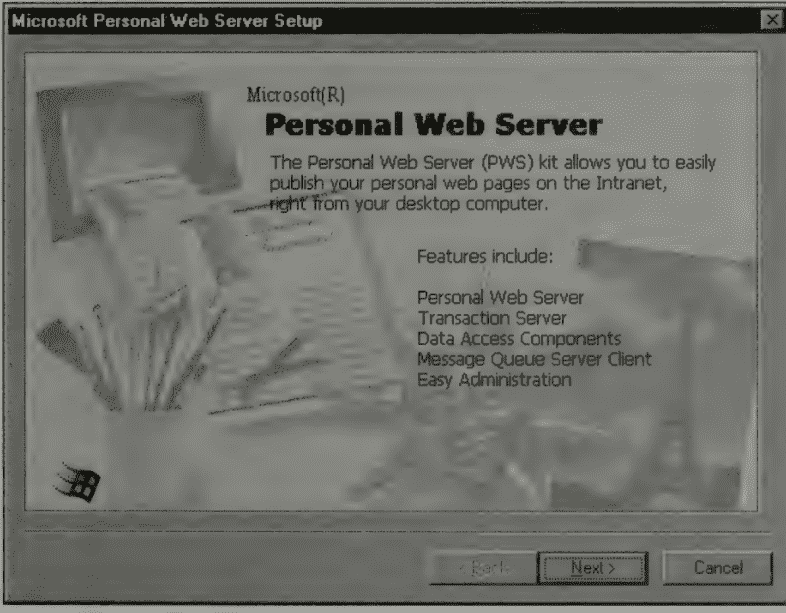 Microsoft Personal Web Server Setup
Microsoft(R)
Personal Web Server
The Personal Web Server (PWS) kit allows you to easily
publish your personal web pages on the Intranet,
right from your desktop computer.
Features include:
Personal Web Server
Transaction Server
Data Access Components
Message Queue Server Client
Easy Administration
< Back Next > Cancel